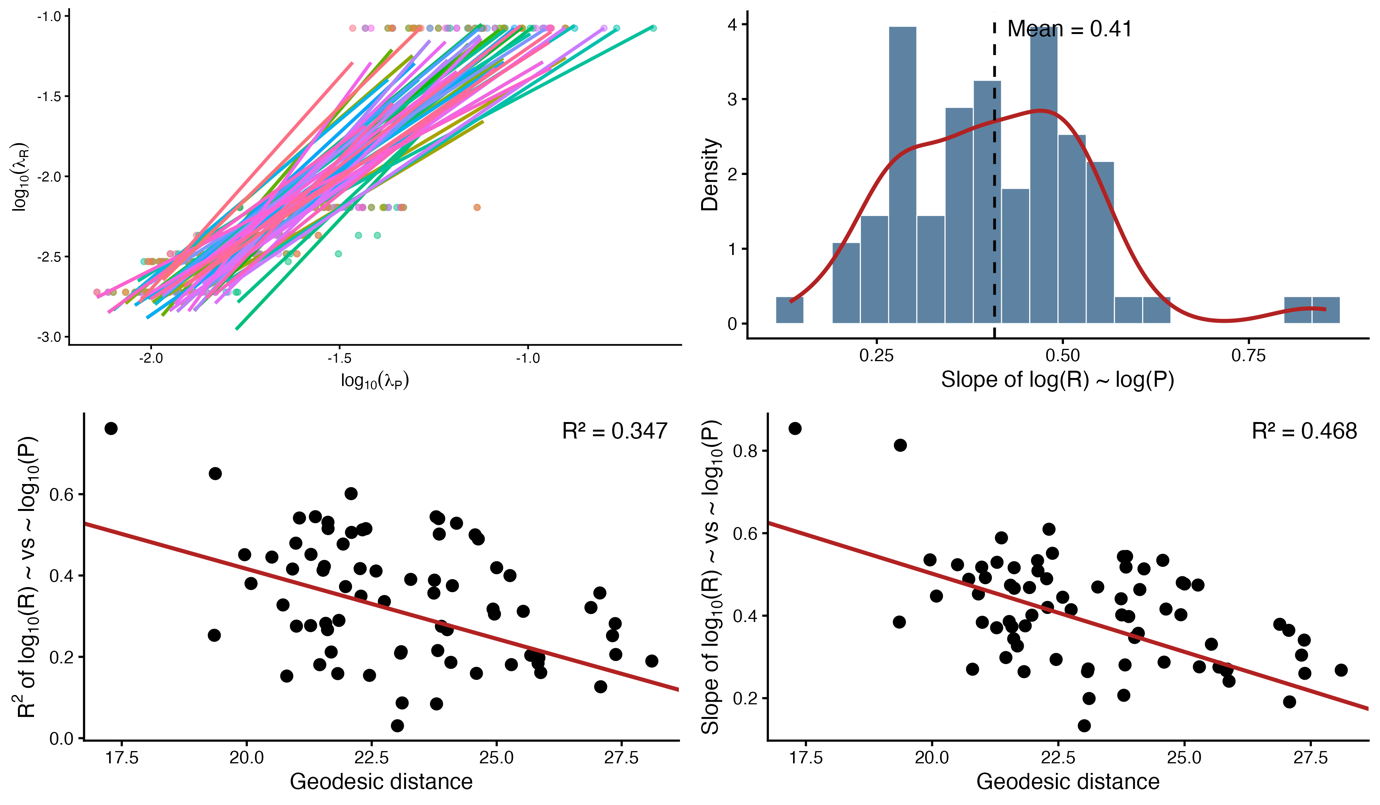 -1.0
-1.5
-2.0
-2.5
-3.0
log₁₀(λ_R)
-2.0 -1.5 -1.0
log₁₀(λ_P)
Mean = 0.41
4
3
2
1
0
Density
0.25 0.50 0.75
Slope of log(R) ~ log(P)
R² = 0.347
0.6
0.4
0.2
0.0
R² of log₁₀(R) ~ vs ~ log₁₀(P)
17.5 20.0 22.5 25.0 27.5
Geodesic distance
R² = 0.468
0.8
0.6
0.4
0.2
Slope of log₁₀(R) ~ vs ~ log₁₀(P)
17.5 20.0 22.5 25.0 27.5
Geodesic distance